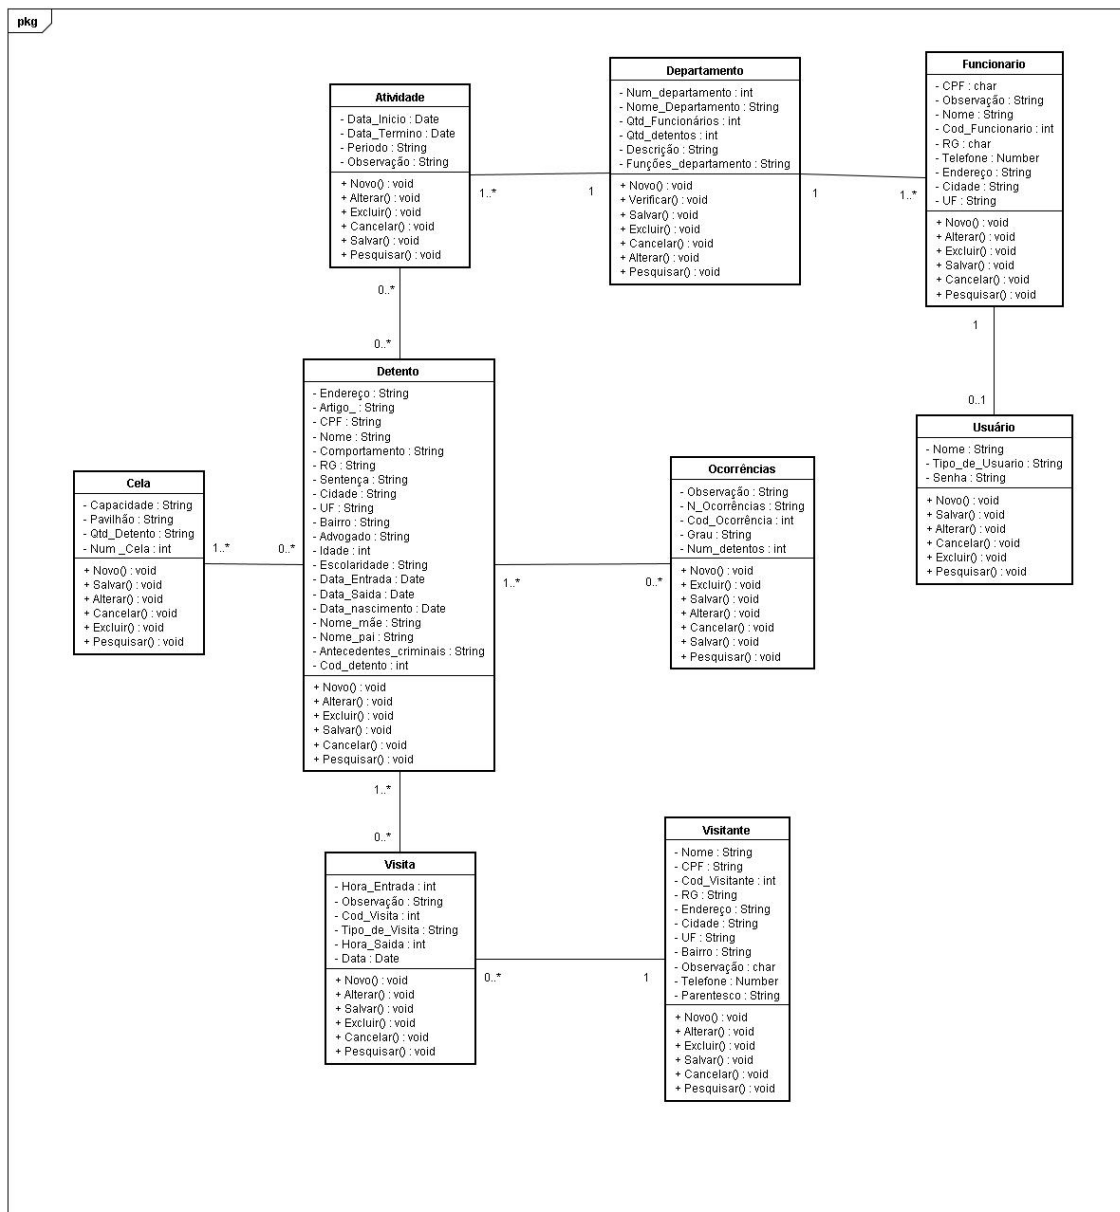 pkg
Atividade
- Data_Inicio : Date
- Data_Termino : Date
- Periodo : String
- Observação : String
+ Novo() : void
+ Alterar() : void
+ Excluir() : void
+ Cancelar() : void
+ Salvar() : void
+ Pesquisar() : void
1..*
1
Departamento
- Num_departamento : int
- Nome_Departamento : String
- Qtd_Funcionários : int
- Qtd_detentos : int
- Descrição : String
- Funções_departamento : String
+ Novo() : void
+ Verificar() : void
+ Salvar() : void
+ Excluir() : void
+ Cancelar() : void
+ Alterar() : void
+ Pesquisar() : void
1
1..*
Funcionario
- CPF : char
- Observação : String
- Nome : String
- Cod_Funcionario : int
- RG : char
- Telefone : Number
- Endereço : String
- Cidade : String
- UF : String
+ Novo() : void
+ Alterar() : void
+ Excluir() : void
+ Salvar() : void
+ Cancelar() : void
+ Pesquisar() : void
1
0..1
Usuário
- Nome : String
- Tipo_de_Usuario : String
- Senha : String
+ Novo() : void
+ Salvar() : void
+ Alterar() : void
+ Cancelar() : void
+ Excluir() : void
+ Pesquisar() : void
0..*
0..*
Detento
- Endereço : String
- Artigo_ : String
- CPF : String
- Nome : String
- Comportamento : String
- RG : String
- Sentença : String
- Cidade : String
- UF : String
- Bairro : String
- Advogado : String
- Idade : int
- Escolaridade : String
- Data_Entrada : Date
- Data_Saida : Date
- Data_nascimento : Date
- Nome_mãe : String
- Nome_pai : String
- Antecedentes_criminais : String
- Cod_detento : int
+ Novo() : void
+ Alterar() : void
+ Excluir() : void
+ Salvar() : void
+ Cancelar() : void
+ Pesquisar() : void
Cela
- Capacidade : String
- Pavilhão : String
- Qtd_Detento : String
- Num _Cela : int
+ Novo() : void
+ Salvar() : void
+ Alterar() : void
+ Cancelar() : void
+ Excluir() : void
+ Pesquisar() : void
1..*
0..*
1..*
0..*
Ocorrências
- Observação : String
- N_Ocorrências : String
- Cod_Ocorrência : int
- Grau : String
- Num_detentos : int
+ Novo() : void
+ Excluir() : void
+ Salvar() : void
+ Alterar() : void
+ Cancelar() : void
+ Salvar() : void
+ Pesquisar() : void
1..*
0..*
Visita
- Hora_Entrada : int
- Observação : String
- Cod_Visita : int
- Tipo_de_Visita : String
- Hora_Saida : int
- Data : Date
+ Novo() : void
+ Alterar() : void
+ Salvar() : void
+ Excluir() : void
+ Cancelar() : void
+ Pesquisar() : void
0..*
1
Visitante
- Nome : String
- CPF : String
- Cod_Visitante : int
- RG : String
- Endereço : String
- Cidade : String
- UF : String
- Bairro : String
- Observação : char
- Telefone : Number
- Parentesco : String
+ Novo() : void
+ Alterar() : void
+ Excluir() : void
+ Salvar() : void
+ Cancelar() : void
+ Pesquisar() : void